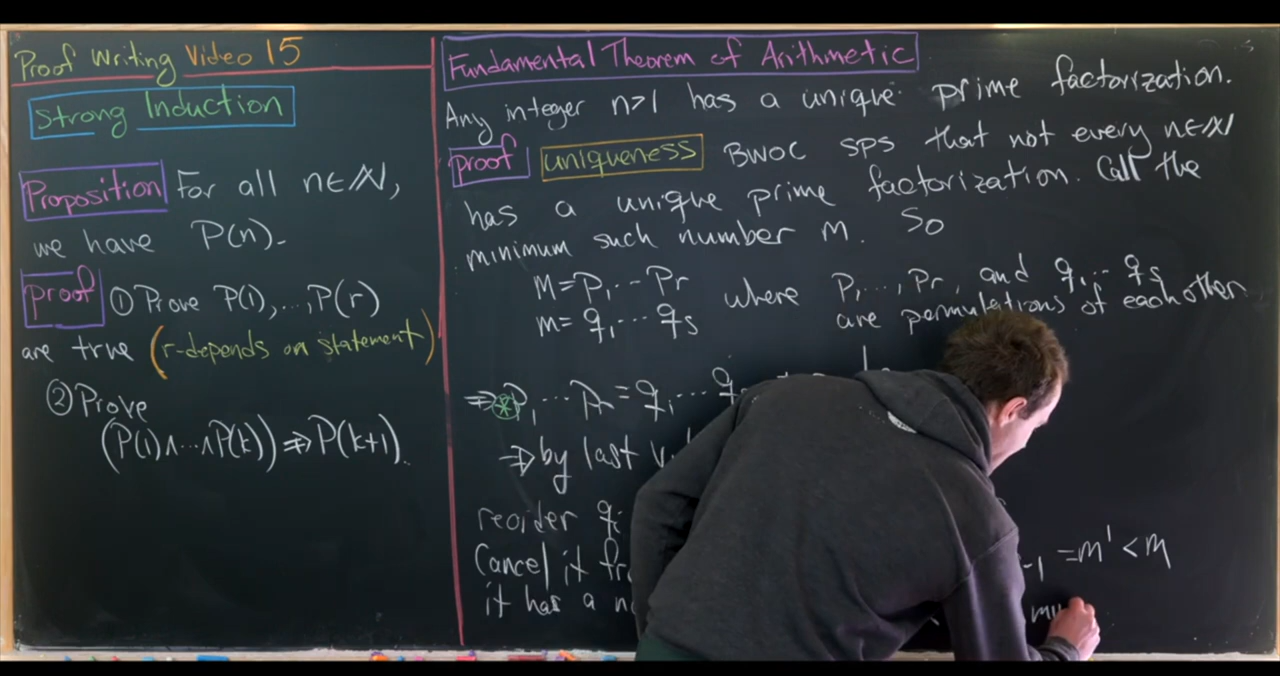 Proof Writing Video 15
Strong Induction
Proposition For all n∈ℕ,
we have P(n).
proof ① Prove P(1),...,P(r)
are true (r-depends on statement)
② Prove
(P(1)∧...∧P(k))⇒P(k+1).
Fundamental Theorem of Arithmetic
Any integer n>1 has a unique prime factorization.
proof uniqueness BWOC sps that not every n∈ℕ
has a unique prime factorization. Call the
minimum such number m. So
m=p₁...pᵣ
m=q₁...qₛ
where p₁,...,pᵣ, and q₁...qₛ
are permutations of each other
⇒ ⊛ p₁...pᵣ=q₁...q
⇒ by last
reorder qᵢ
Cancel it
it has a
-1 =m'<m